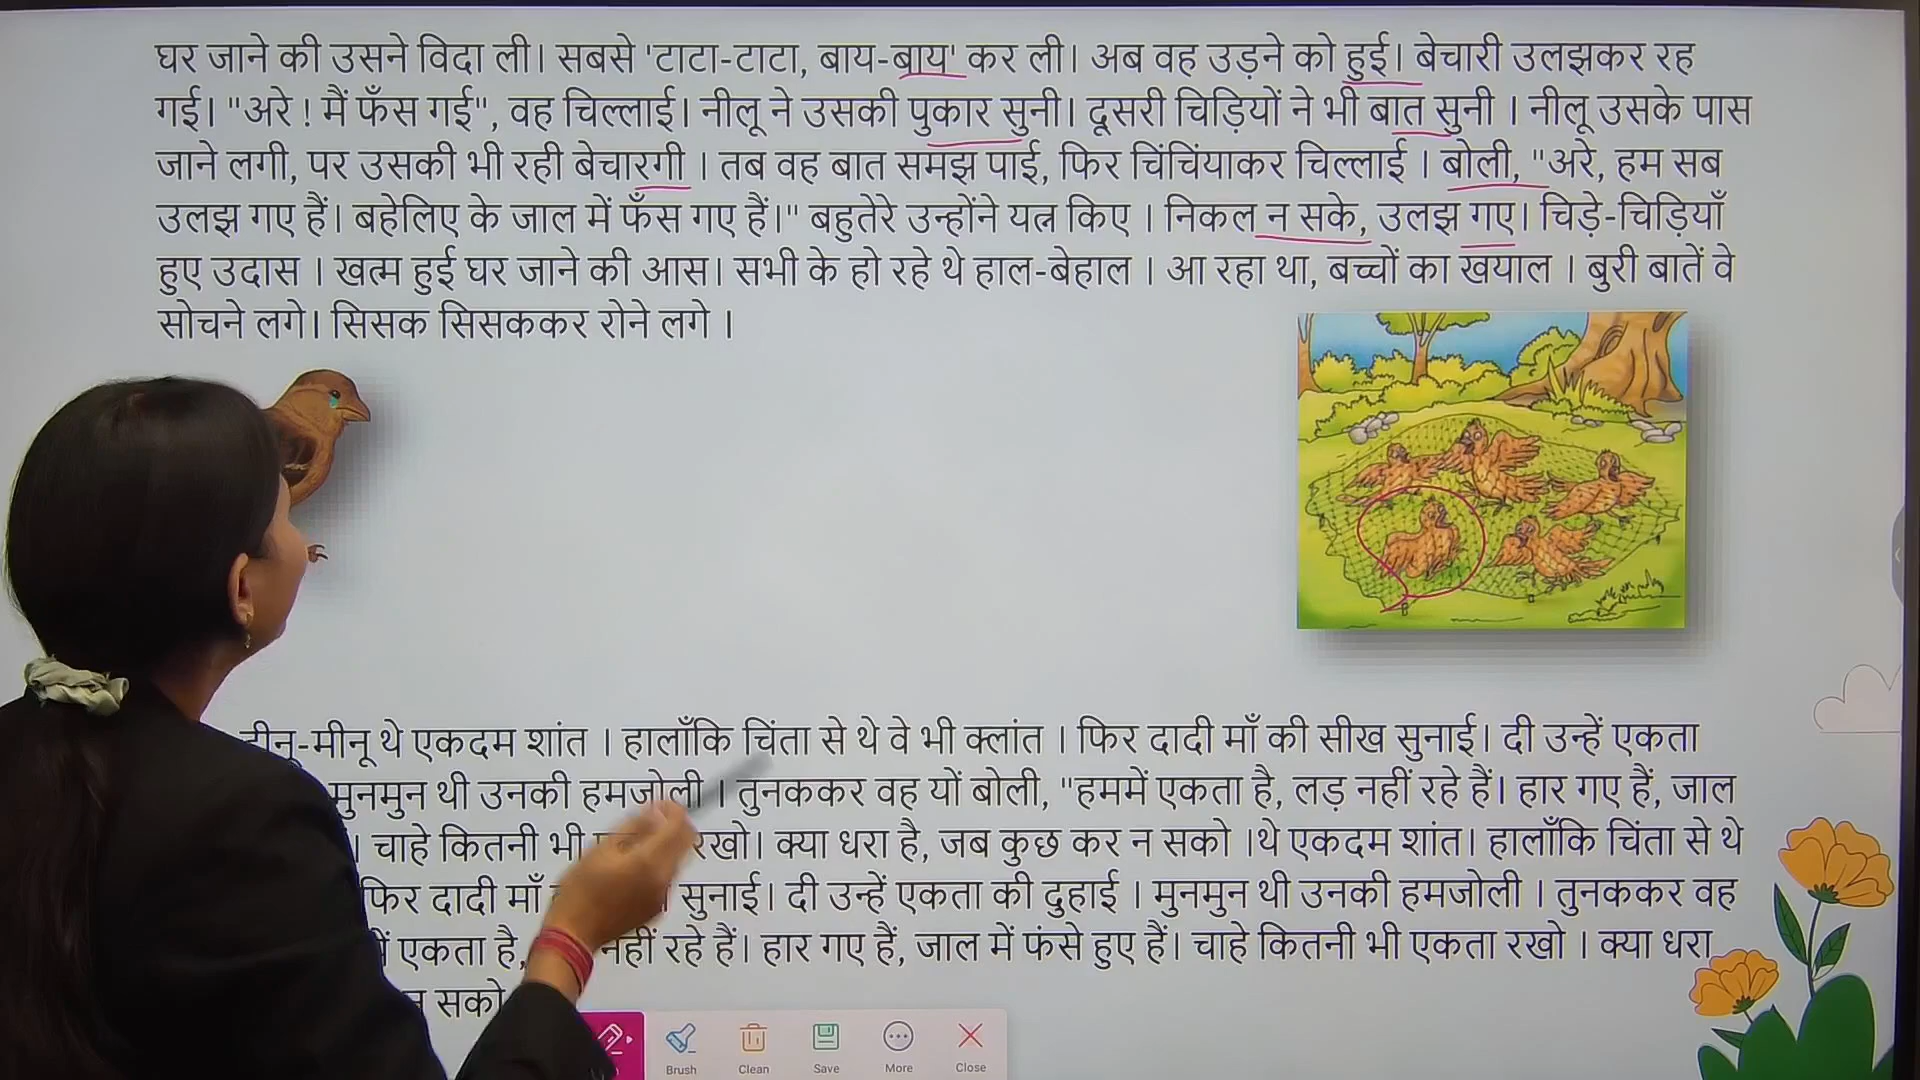 घर जाने की उसने विदा ली। सबसे 'टाटा-टाटा, बाय-बाय' कर ली। अब वह उड़ने को हुई। बेचारी उलझकर रह
गई। "अरे ! मैं फँस गई", वह चिल्लाई। नीलू ने उसकी पुकार सुनी। दूसरी चिड़ियों ने भी बात सुनी । नीलू उसके पास
जाने लगी, पर उसकी भी रही बेचारगी । तब वह बात समझ पाई, फिर चिंचिंयाकर चिल्लाई । बोली, "अरे, हम सब
उलझ गए हैं। बहेलिए के जाल में फँस गए हैं।" बहुतेरे उन्होंने यत्न किए । निकल न सके, उलझ गए। चिड़े-चिड़ियाँ
हुए उदास । खत्म हुई घर जाने की आस। सभी के हो रहे थे हाल-बेहाल । आ रहा था, बच्चों का खयाल । बुरी बातें वे
सोचने लगे। सिसक सिसककर रोने लगे ।
थे एकदम शांत । हालाँकि चिंता से थे वे भी क्लांत । फिर दादी माँ की सीख सुनाई। दी उन्हें एकता
मुनमुन थी उनकी हमजोली । तुनककर वह यों बोली, "हममें एकता है, लड़ नहीं रहे हैं। हार गए हैं, जाल
। चाहे कितनी भी रखो। क्या धरा है, जब कुछ कर न सको ।थे एकदम शांत। हालाँकि चिंता से थे
फिर दादी माँ सुनाई। दी उन्हें एकता की दुहाई । मुनमुन थी उनकी हमजोली । तुनककर वह
एकता है, नहीं रहे हैं। हार गए हैं, जाल में फंसे हुए हैं। चाहे कितनी भी एकता रखो । क्या धरा
सको
Brush Clean Save More Close